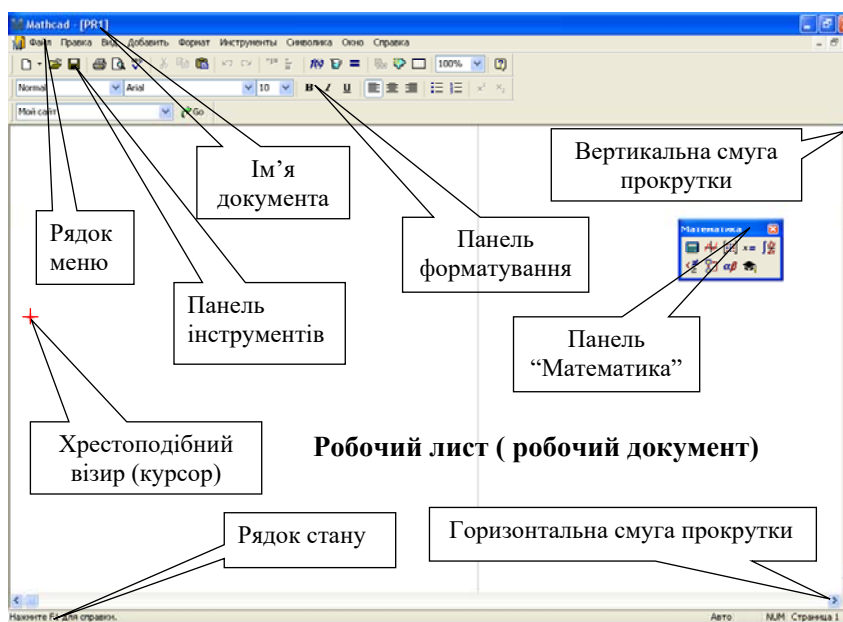 Mathcad - [PR1]
Файл Правка Вид Добавить Формат Инструменты Символика Окно Справка
100%
Normal Arial 10 B I U
Мой сайт Go
Ім’я
документа
Вертикальна смуга
прокрутки
Рядок
меню
Панель
форматування
Математика
Панель
інструментів
Панель
“Математика”
Хрестоподібний
візир (курсор)
Робочий лист ( робочий документ)
Рядок стану
Горизонтальна смуга прокрутки
Нажмите F1 для справки.
Авто NUM Страница 1